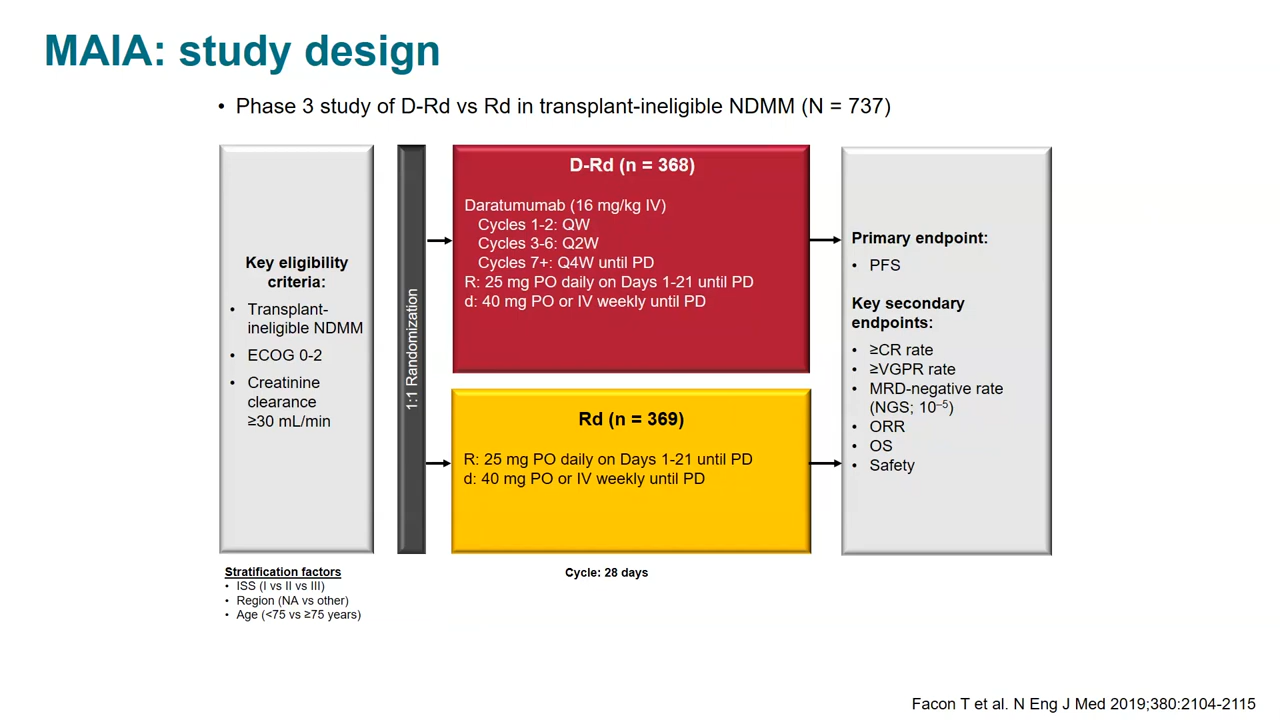 MAIA: study design
• Phase 3 study of D-Rd vs Rd in transplant-ineligible NDMM (N = 737)
Key eligibility
criteria:
• Transplant-
ineligible NDMM
• ECOG 0-2
• Creatinine
clearance
≥30 mL/min
1:1 Randomization
D-Rd (n = 368)
Daratumumab (16 mg/kg IV)
Cycles 1-2: QW
Cycles 3-6: Q2W
Cycles 7+: Q4W until PD
R: 25 mg PO daily on Days 1-21 until PD
d: 40 mg PO or IV weekly until PD
Rd (n = 369)
R: 25 mg PO daily on Days 1-21 until PD
d: 40 mg PO or IV weekly until PD
Primary endpoint:
• PFS
Key secondary
endpoints:
• ≥CR rate
• ≥VGPR rate
• MRD-negative rate
(NGS; 10⁻⁵)
• ORR
• OS
• Safety
Stratification factors
• ISS (I vs II vs III)
• Region (NA vs other)
• Age (<75 vs ≥75 years)
Cycle: 28 days
Facon T et al. N Eng J Med 2019;380:2104-2115